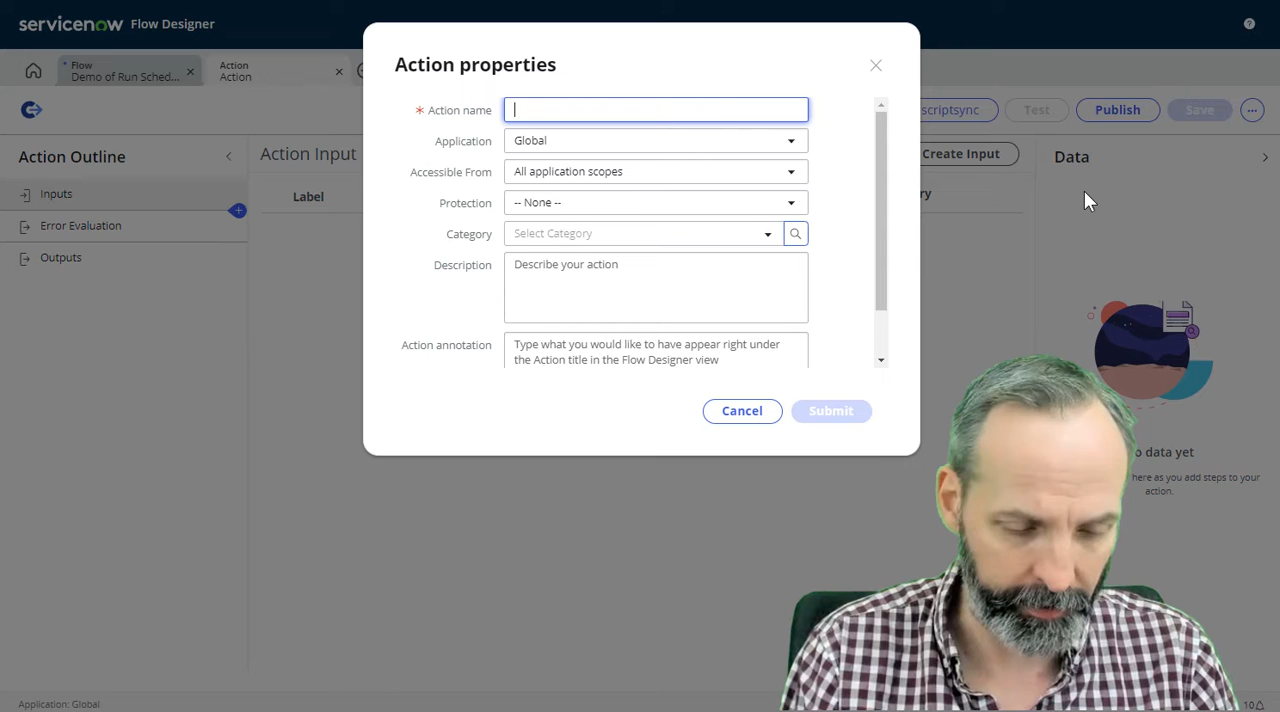 servicenow Flow Designer
Flow
Demo of Run Sched...
Action
Action
Action properties
Action name
Application Global
Accessible From All application scopes
Protection -- None --
Category Select Category
Description Describe your action
Action annotation Type what you would like to have appear right under
the Action title in the Flow Designer view
Cancel Submit
scriptsync Test Publish Save
Action Outline
Inputs
Error Evaluation
Outputs
Action Input
Create Input
Label
Data
data yet
here as you add steps to your
action.
Application: Global
10